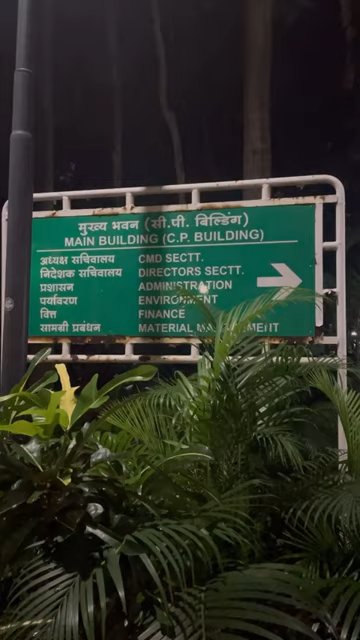 मुख्य भवन (सी.पी. बिल्डिंग)
MAIN BUILDING (C.P. BUILDING)
अध्यक्ष सचिवालय CMD SECTT.
निदेशक सचिवालय DIRECTORS SECTT.
प्रशासन ADMINISTRATION
पर्यावरण ENVIRONMENT
वित्त FINANCE
सामग्री प्रबंधन MATERIAL MANAGEMENT